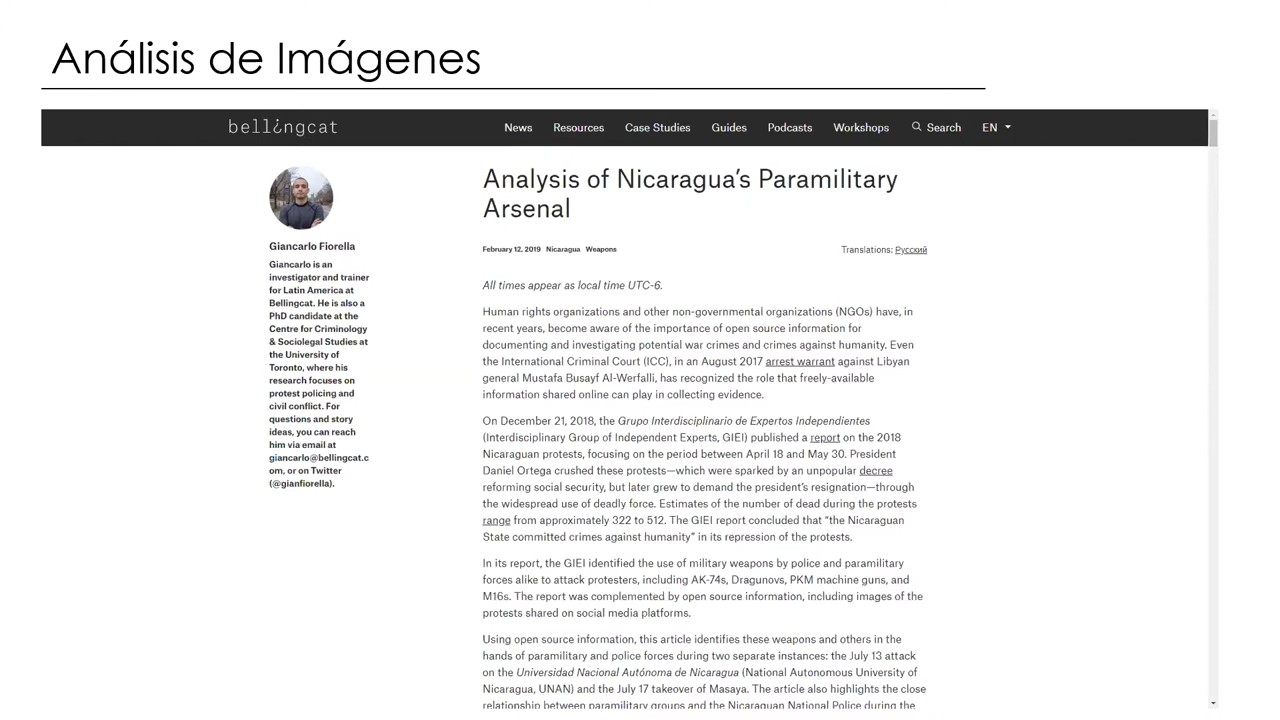 Análisis de Imágenes
bellingcat
News Resources Case Studies Guides Podcasts Workshops Search EN
Giancarlo Fiorella
Giancarlo is an
investigator and trainer
for Latin America at
Bellingcat. He is also a
PhD candidate at the
Centre for Criminology
& Sociolegal Studies at
the University of
Toronto, where his
research focuses on
protest policing and
civil conflict. For
questions and story
ideas, you can reach
him via email at
giancarlo@bellingcat.c
om, or on Twitter
(@gianfiorella).
Analysis of Nicaragua's Paramilitary
Arsenal
February 12, 2019 Nicaragua Weapons
Translations: Русский
All times appear as local time UTC-6.
Human rights organizations and other non-governmental organizations (NGOs) have, in
recent years, become aware of the importance of open source information for
documenting and investigating potential war crimes and crimes against humanity. Even
the International Criminal Court (ICC), in an August 2017 arrest warrant against Libyan
general Mustafa Busayf Al-Werfalli, has recognized the role that freely-available
information shared online can play in collecting evidence.
On December 21, 2018, the Grupo Interdisciplinario de Expertos Independientes
(Interdisciplinary Group of Independent Experts, GIEI) published a report on the 2018
Nicaraguan protests, focusing on the period between April 18 and May 30. President
Daniel Ortega crushed these protests—which were sparked by an unpopular decree
reforming social security, but later grew to demand the president's resignation—through
the widespread use of deadly force. Estimates of the number of dead during the protests
range from approximately 322 to 512. The GIEI report concluded that “the Nicaraguan
State committed crimes against humanity” in its repression of the protests.
In its report, the GIEI identified the use of military weapons by police and paramilitary
forces alike to attack protesters, including AK-74s, Dragunovs, PKM machine guns, and
M16s. The report was complemented by open source information, including images of the
protests shared on social media platforms.
Using open source information, this article identifies these weapons and others in the
hands of paramilitary and police forces during two separate instances: the July 13 attack
on the Universidad Nacional Autónoma de Nicaragua (National Autonomous University of
Nicaragua, UNAN) and the July 17 takeover of Masaya. The article also highlights the close
relationship between paramilitary groups and the Nicaraguan National Police during the